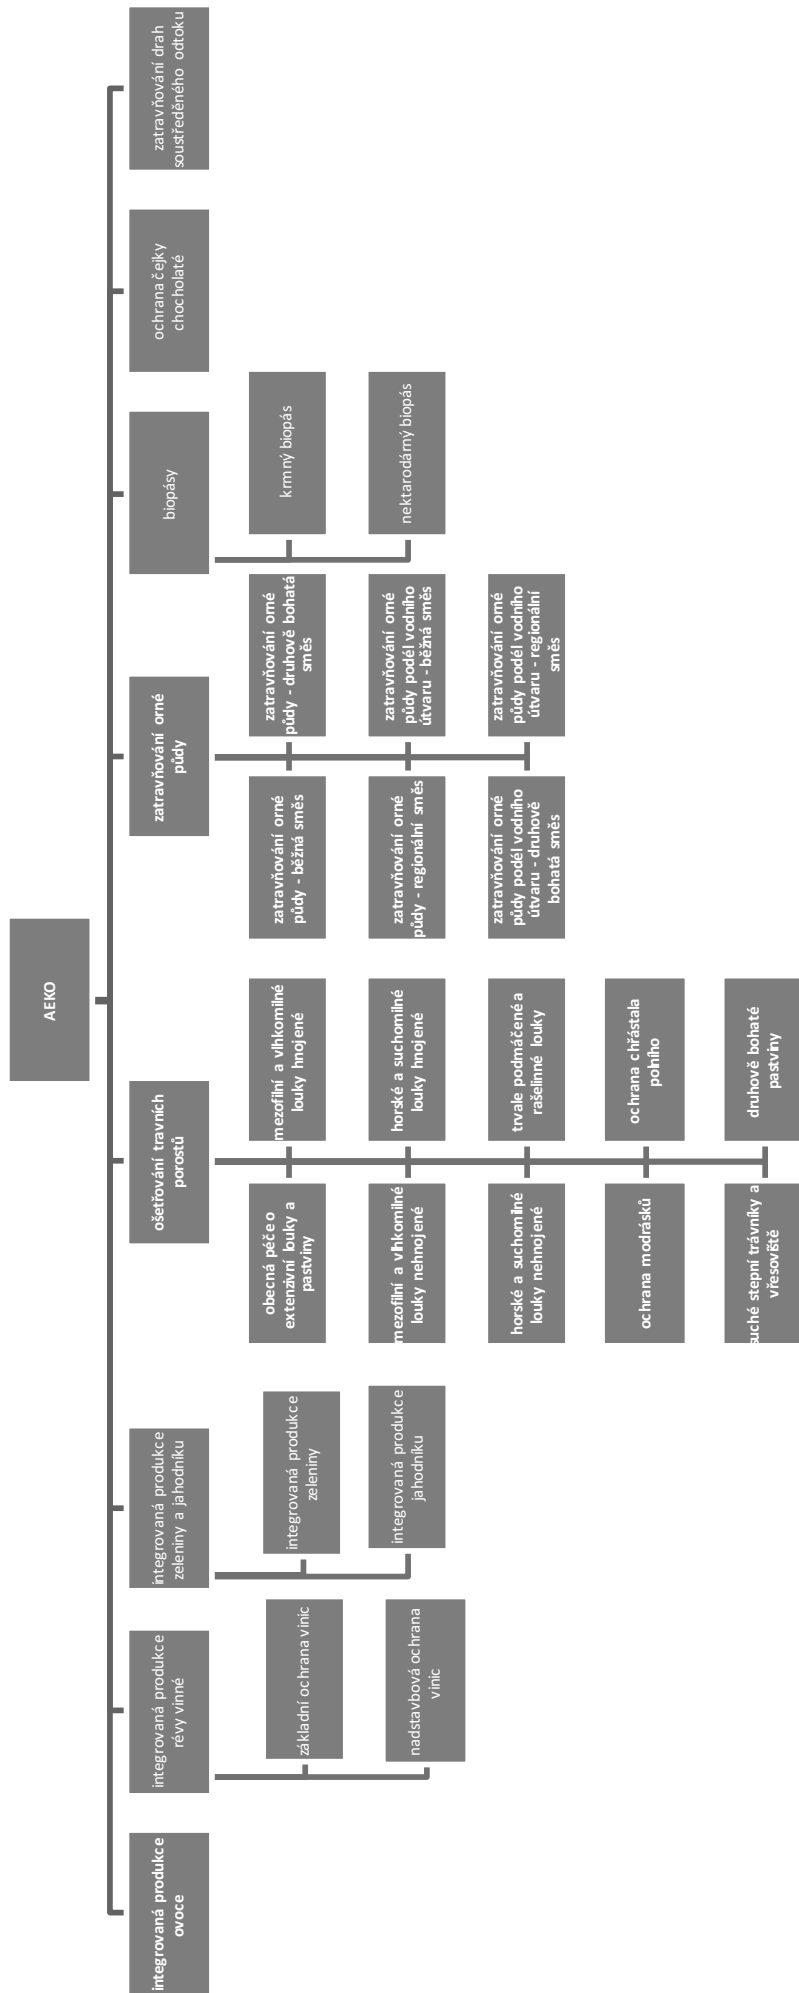 AEKO
integrovaná produkce
ovoce
integrovaná produkce
révy vinné
základní ochrana vinic
nadstavbová ochrana
vinic
integrovaná produkce
zeleniny a jahodníku
integrovaná produkce
zeleniny
integrovaná produkce
jahodníku
ošetřování travních
porostů
obecná péče o
extenzivní louky a
pastviny
mezofilní a vlhkomilné
louky hnojené
mezofilní a vlhkomilné
louky nehnojené
horské a suchomilné
louky hnojené
horské a suchomilné
louky nehnojené
trvale podmáčené a
rašelinné louky
ochrana modrásků
ochrana chřástala
polního
suché stepní trávníky a
vřesoviště
druhově bohaté
pastviny
zatravňování orné
půdy
zatravňování orné
půdy - běžná směs
zatravňování orné
půdy - druhově bohatá
směs
zatravňování orné
půdy - regionální směs
zatravňování orné
půdy podél vodního
útvaru - běžná směs
zatravňování orné
půdy podél vodního
útvaru - druhově
bohatá směs
zatravňování orné
půdy podél vodního
útvaru - regionální
směs
biopásy
krmný biopás
nektarodárný biopás
ochrana čejky
chocholaté
zatravňování drah
soustředěného odtoku